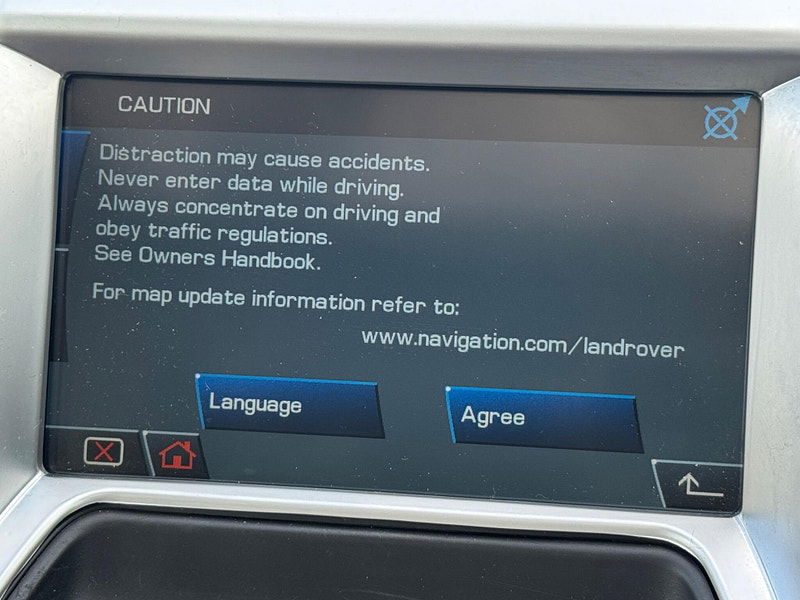 CAUTION
Distraction may cause accidents.
Never enter data while driving.
Always concentrate on driving and
obey traffic regulations.
See Owners Handbook.
For map update information refer to:
www.navigation.com/landrover
Language
Agree